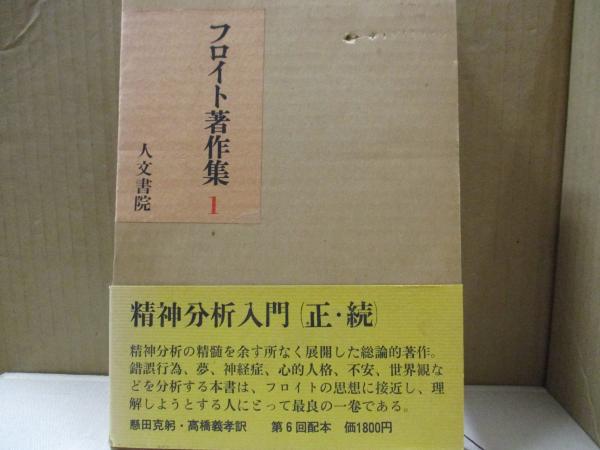 フロイト著作集 1
人文書院
精神分析入門(正・続)
精神分析の精髄を余す所なく展開した総論的著作。
錯誤行為、夢、神経症、心的人格、不安、世界観な
どを分析する本書は、フロイトの思想に接近し、理
解しようとする人にとって最良の一巻である。
懸田克躬・高橋義孝訳 第6回配本 価1800円